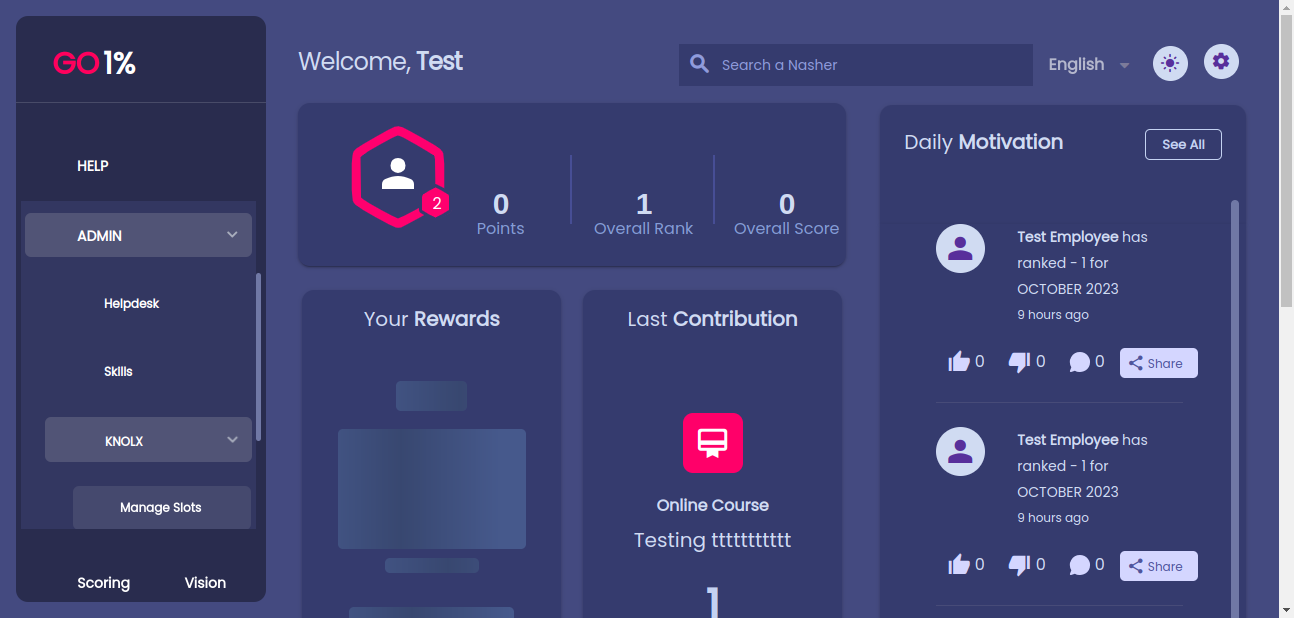 GO 1%
HELP
ADMIN
Helpdesk
Skills
KNOLX
Manage Slots
Scoring
Vision
Welcome, Test
Search a Nasher
English
2
0
Points
1
Overall Rank
0
Overall Score
Your Rewards
Last Contribution
Online Course
Testing ttttttttttt
1
Daily Motivation
See All
Test Employee has
ranked - 1 for
OCTOBER 2023
9 hours ago
0
0
0
Share
Test Employee has
ranked - 1 for
OCTOBER 2023
9 hours ago
0
0
0
Share